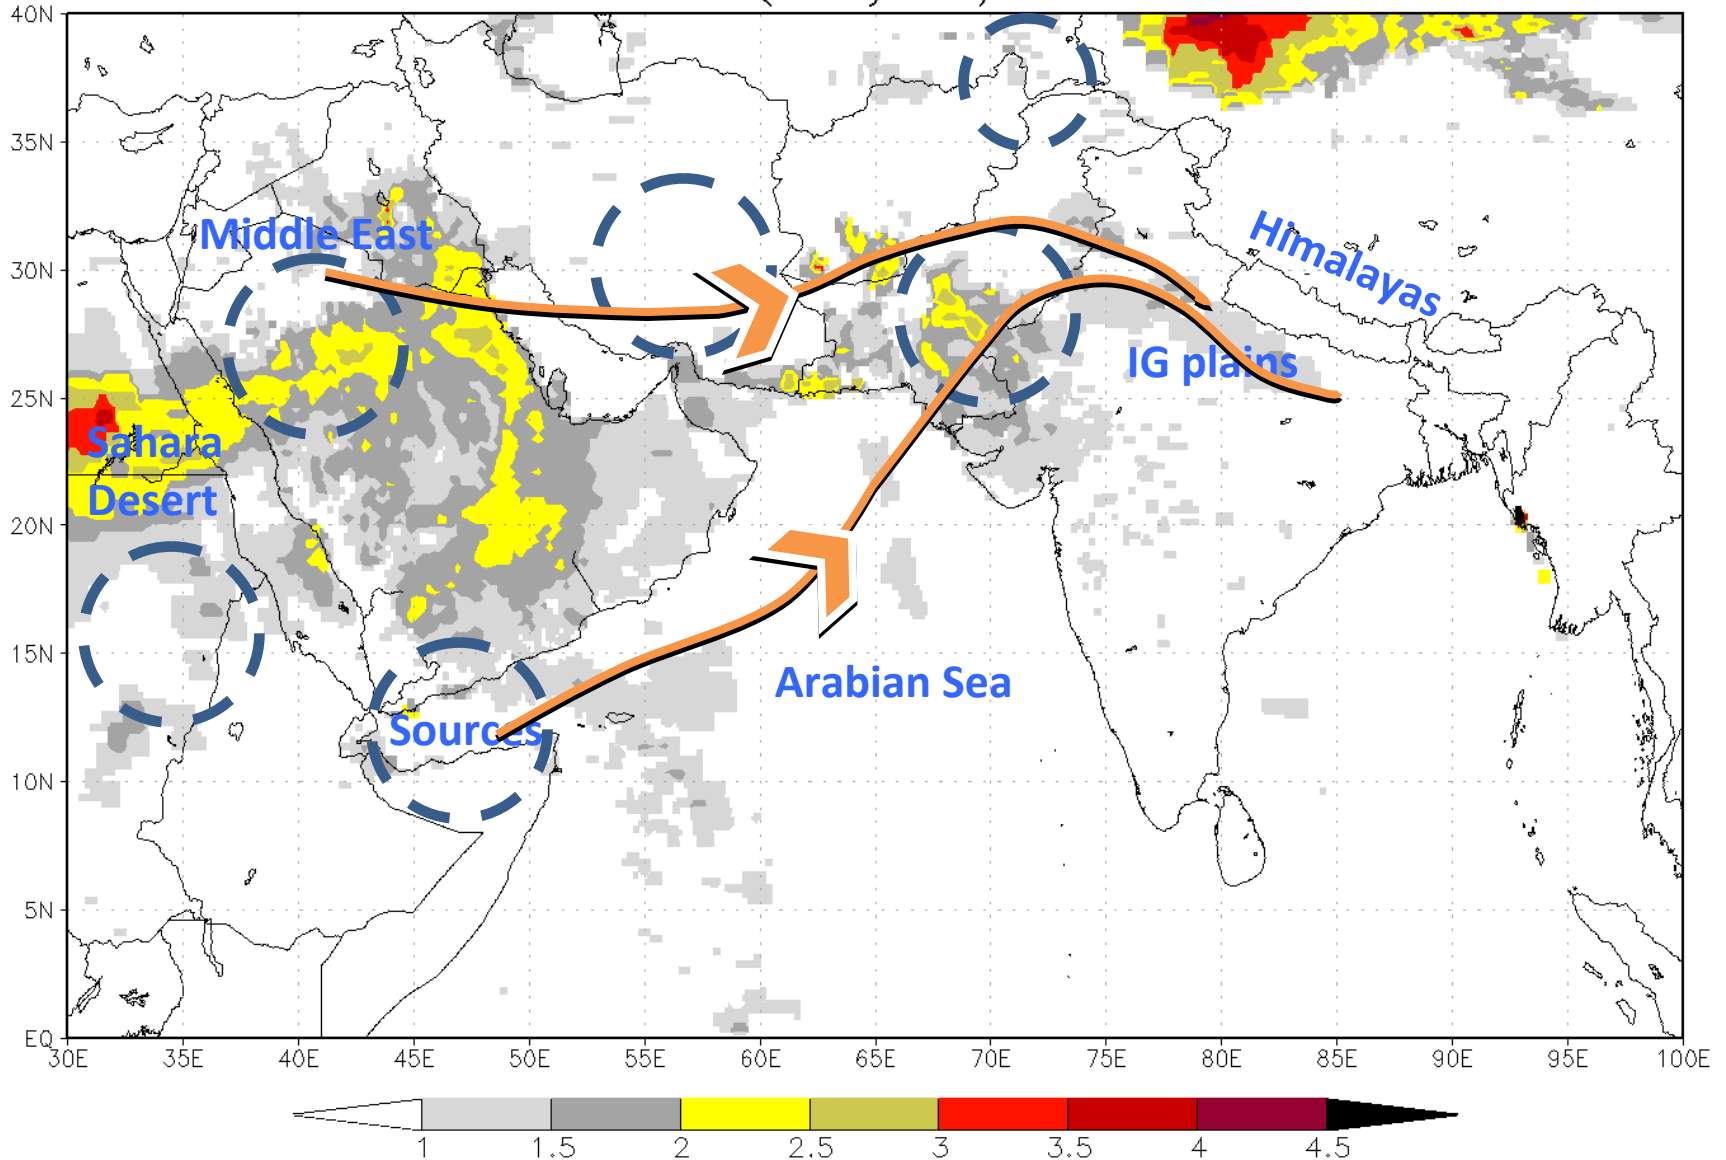 40N
35N
30N
25N
20N
15N
10N
5N
EQ
Middle East
Himalayas
IG plains
Sahara
Desert
Arabian Sea
Sources
30E 35E 40E 45E 50E 55E 60E 65E 70E 75E 80E 85E 90E 95E 100E
1 1.5 2 2.5 3 3.5 4 4.5